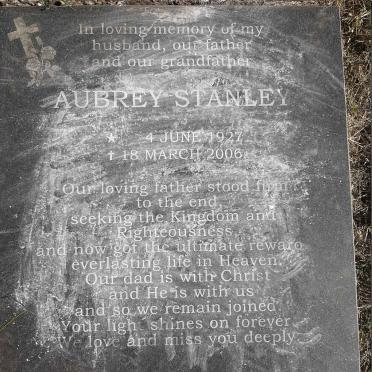 In loving memory of my
husband, our father
and our grandfather
AUBREY STANLEY
★ 4 JUNE 1927
† 18 MARCH 2006
Our loving father stood firm
to the end,
seeking the Kingdom and
Righteousness,
and now got the ultimate reward
everlasting life in Heaven.
Our dad is with Christ
and He is with us
and so we remain joined.
Your light shines on forever.
We love and miss you deeply